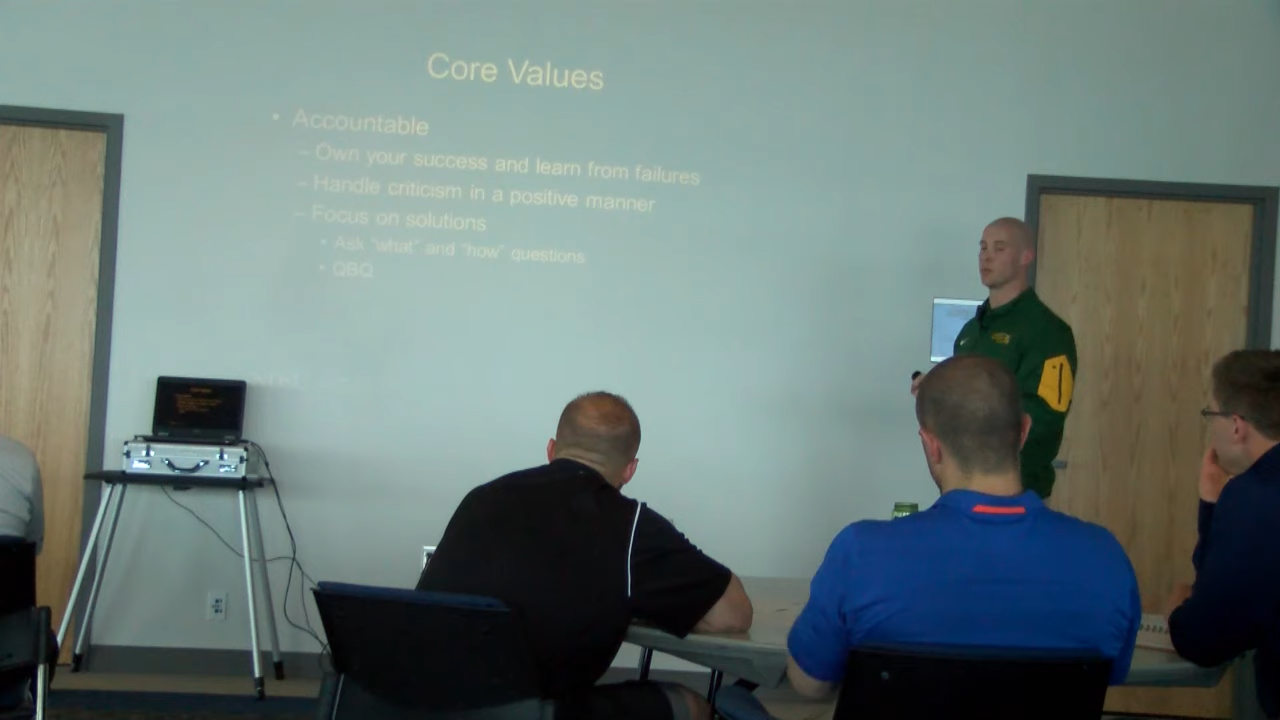 Core Values
• Accountable
– Own your success and learn from failures
– Handle criticism in a positive manner
– Focus on solutions
• Ask “what” and “how” questions
• QBQ